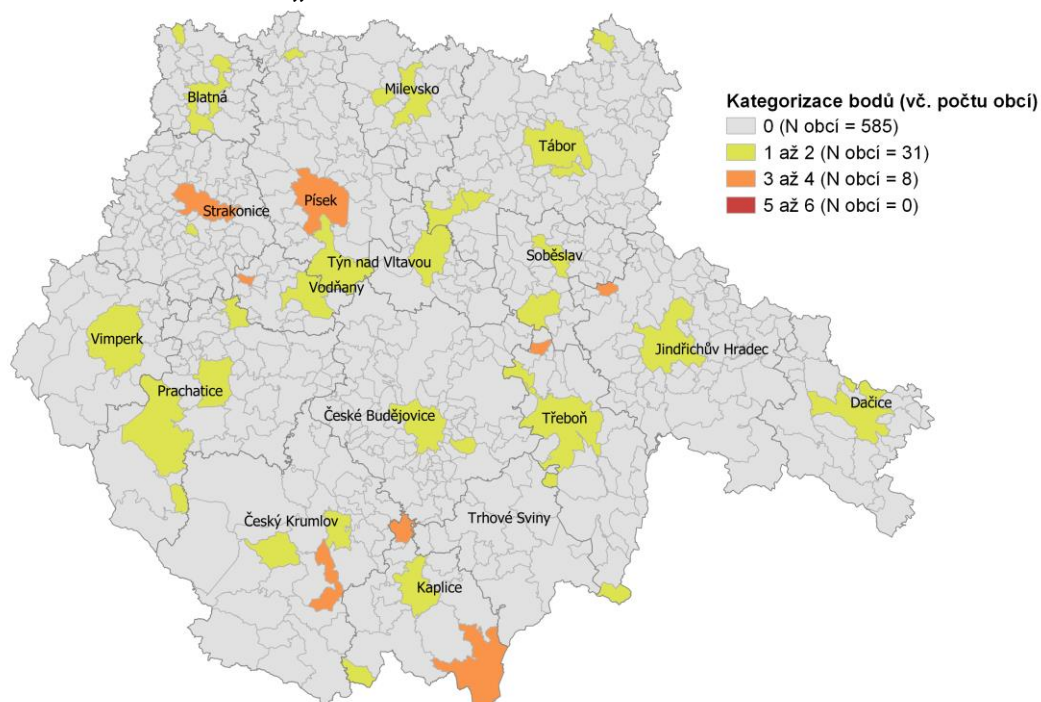 Kategorizace bodů (vč. počtu obcí)
0 (N obcí = 585)
1 až 2 (N obcí = 31)
3 až 4 (N obcí = 8)
5 až 6 (N obcí = 0)
Milevsko
Blatná
Tábor
Písek
Strakonice
Soběslav
Týn nad Vltavou
Vodňany
Vimperk
Jindřichův Hradec
Prachatice
Dačice
České Budějovice
Třeboň
Trhové Sviny
Český Krumlov
Kaplice